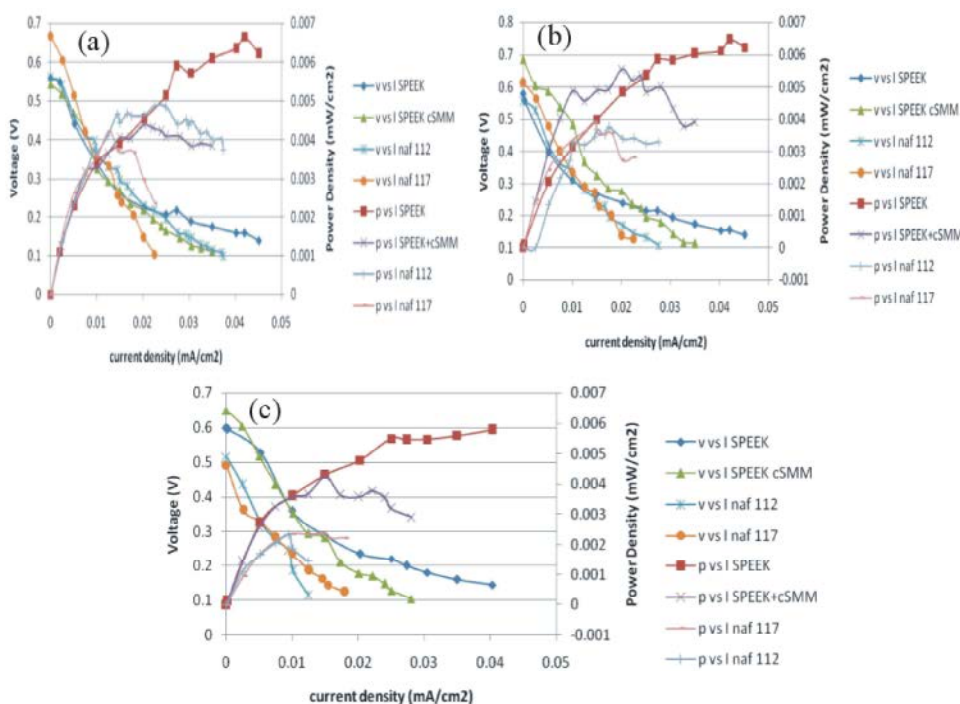 (a)
0.7
0.6
0.5
0.4
0.3
0.2
0.1
0
Voltage (V)
0 0.01 0.02 0.03 0.04 0.05
current density (mA/cm2)
0.007
0.006
0.005
0.004
0.003
0.002
0.001
0
Power Density (mW/cm2)
v vs I SPEEK
v vs I SPEEK cSMM
v vs I naf 112
v vs I naf 117
p vs I SPEEK
p vs I SPEEK+cSMM
p vs I naf 112
p vs I naf 117
(b)
0.8
0.7
0.6
0.5
0.4
0.3
0.2
0.1
0
Voltage (V)
0 0.01 0.02 0.03 0.04 0.05
current density (mA/cm2)
0.007
0.006
0.005
0.004
0.003
0.002
0.001
0
-0.001
Power Density (mW/cm2)
v vs I SPEEK
v vs I SPEEK cSMM
v vs I naf 112
v vs I naf 117
p vs I SPEEK
p vs I SPEEK+cSMM
p vs I naf 112
p vs I naf 117
(c)
0.7
0.6
0.5
0.4
0.3
0.2
0.1
0
Voltage (V)
0 0.01 0.02 0.03 0.04 0.05
current density (mA/cm2)
0.007
0.006
0.005
0.004
0.003
0.002
0.001
0
-0.001
Power Density (mW/cm2)
v vs I SPEEK
v vs I SPEEK cSMM
v vs I naf 112
v vs I naf 117
p vs I SPEEK
p vs I SPEEK+cSMM
p vs I naf 117
p vs I naf 112